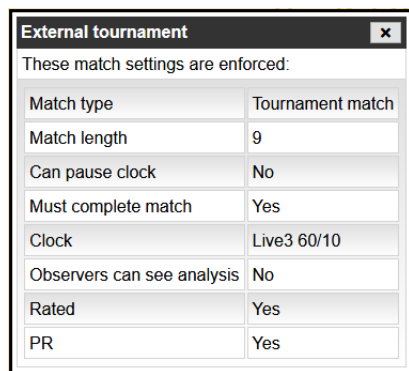 External tournament
These match settings are enforced:
Match type Tournament match
Match length 9
Can pause clock No
Must complete match Yes
Clock Live3 60/10
Observers can see analysis No
Rated Yes
PR Yes